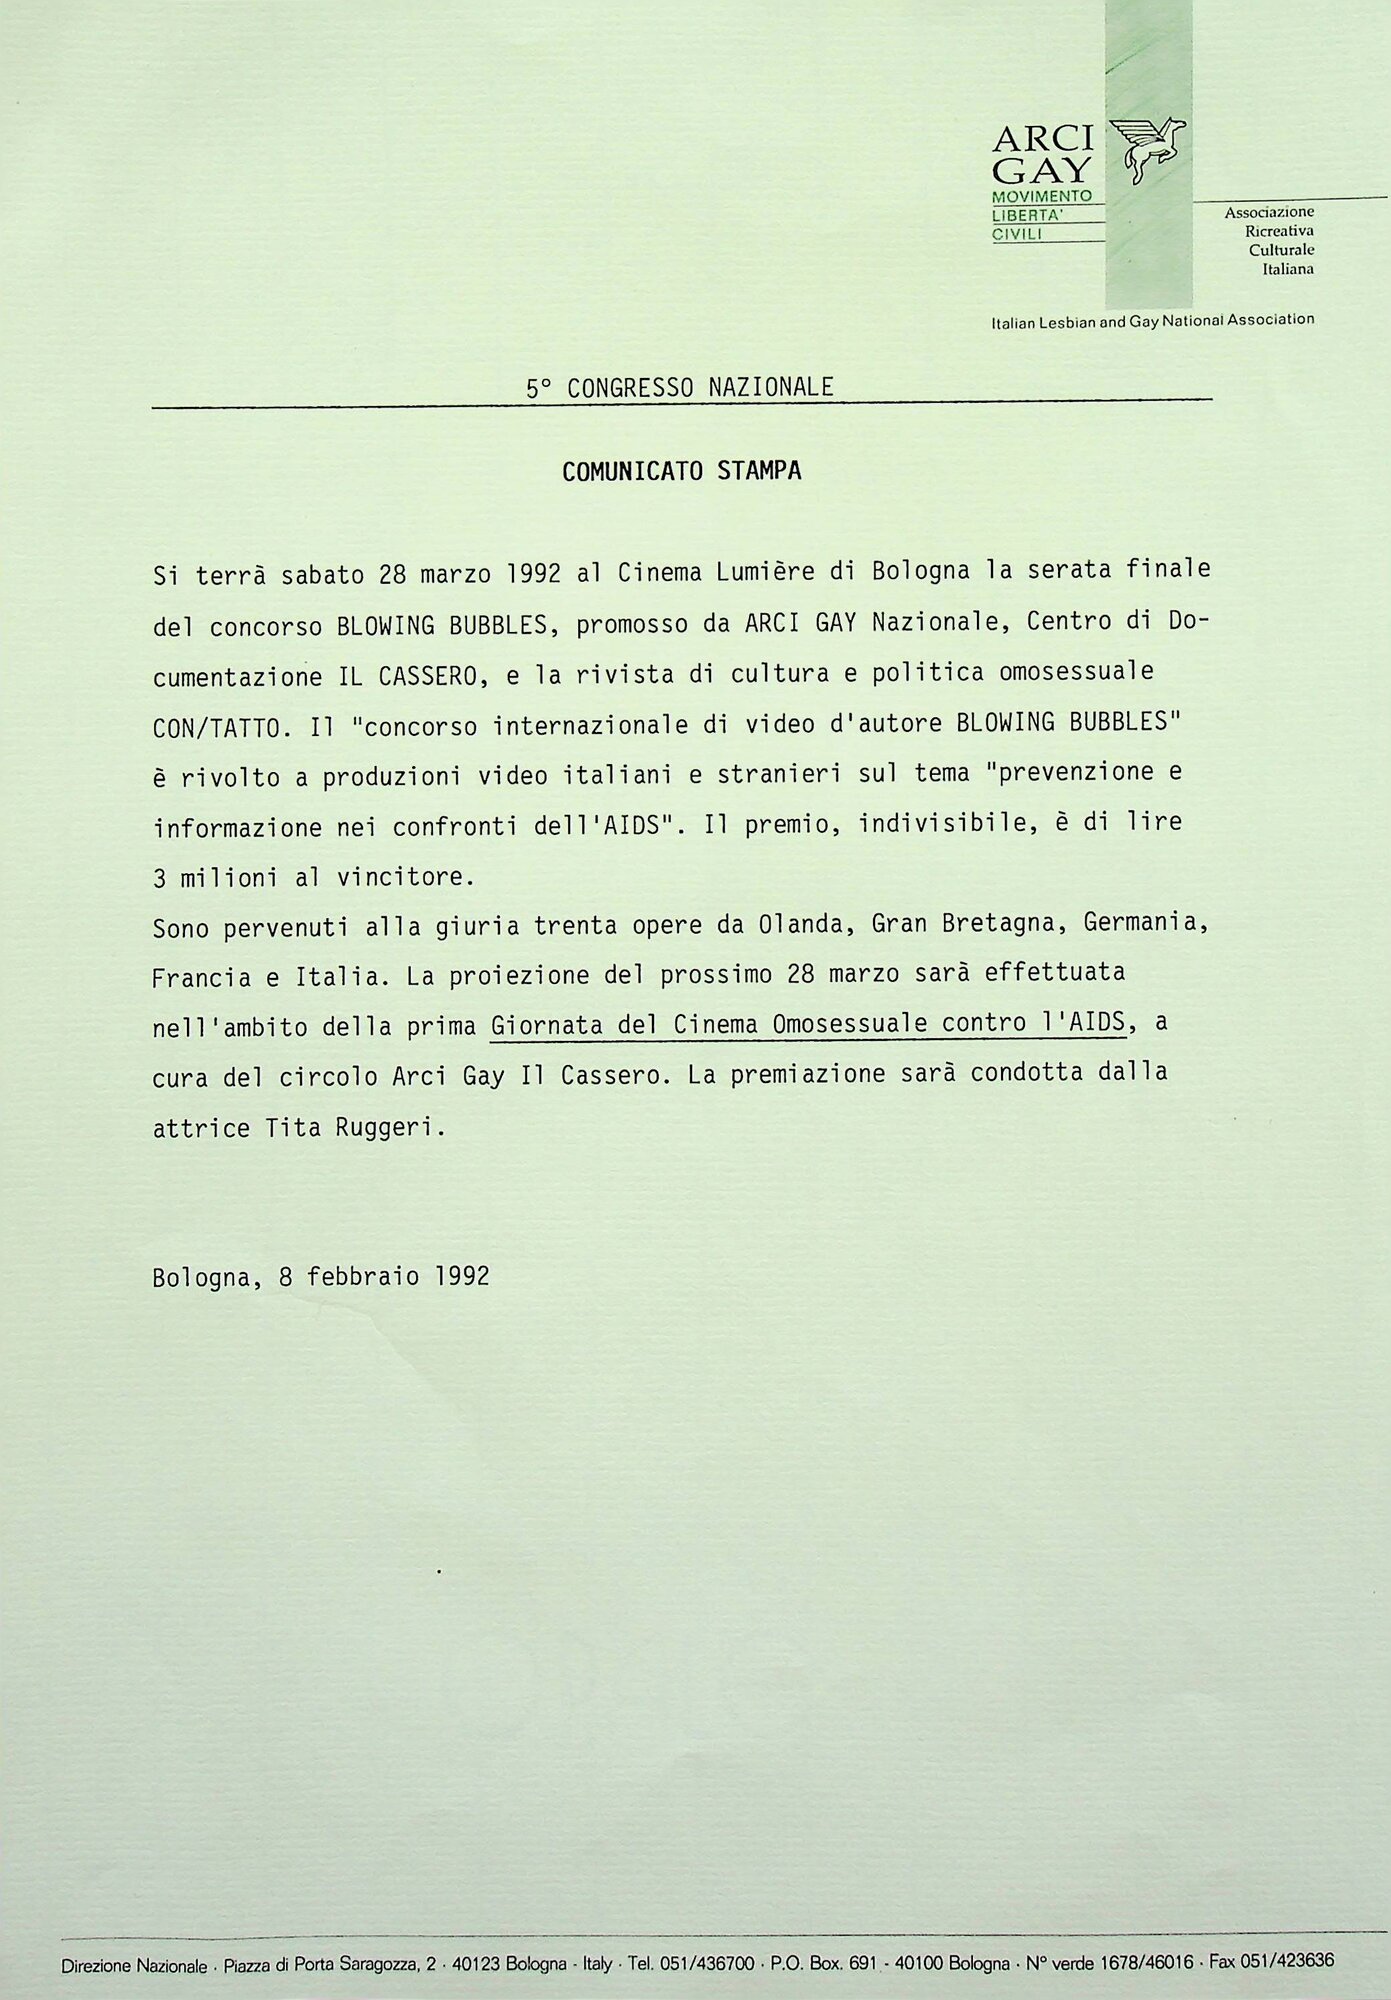 ARCI
GAY
MOVIMENTO
LIBERTA'
CIVILI
Associazione
Ricreativa
Culturale
Italiana
Italian Lesbian and Gay National Association
5° CONGRESSO NAZIONALE
COMUNICATO STAMPA
Si terrà sabato 28 marzo 1992 al Cinema Lumière di Bologna la serata finale
del concorso BLOWING BUBBLES, promosso da ARCI GAY Nazionale, Centro di Do-
cumentazione IL CASSERO, e la rivista di cultura e politica omosessuale
CON/TATTO. Il "concorso internazionale di video d'autore BLOWING BUBBLES"
è rivolto a produzioni video italiani e stranieri sul tema "prevenzione e
informazione nei confronti dell'AIDS". Il premio, indivisibile, è di lire
3 milioni al vincitore.
Sono pervenuti alla giuria trenta opere da Olanda, Gran Bretagna, Germania,
Francia e Italia. La proiezione del prossimo 28 marzo sarà effettuata
nell'ambito della prima Giornata del Cinema Omosessuale contro l'AIDS, a
cura del circolo Arci Gay Il Cassero. La premiazione sarà condotta dalla
attrice Tita Ruggeri.
Bologna, 8 febbraio 1992
Direzione Nazionale · Piazza di Porta Saragozza, 2 · 40123 Bologna - Italy · Tel. 051/436700 · P.O. Box. 691 - 40100 Bologna · N° verde 1678/46016 · Fax 051/423636